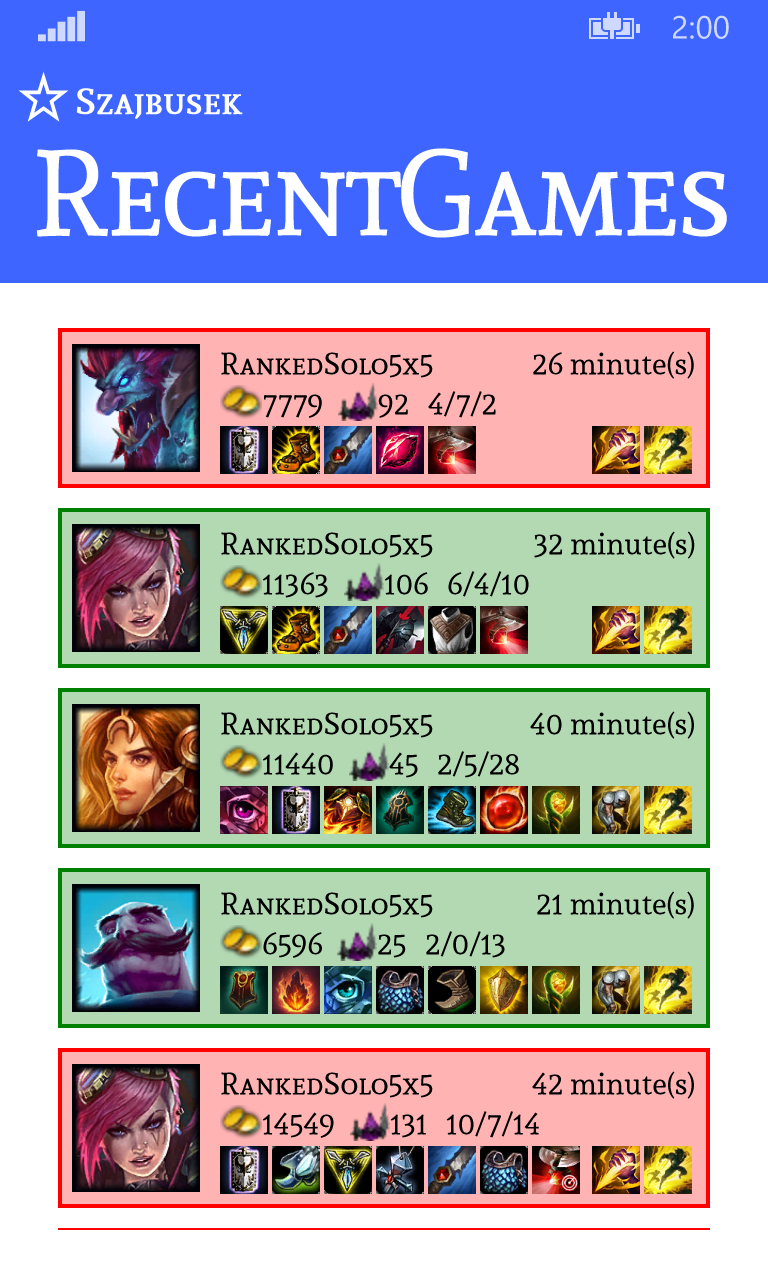 2:00
Szajbusek
RecentGames
RankedSolo5x5 26 minute(s)
7779 92 4/7/2
RankedSolo5x5 32 minute(s)
11363 106 6/4/10
RankedSolo5x5 40 minute(s)
11440 45 2/5/28
RankedSolo5x5 21 minute(s)
6596 25 2/0/13
RankedSolo5x5 42 minute(s)
14549 131 10/7/14